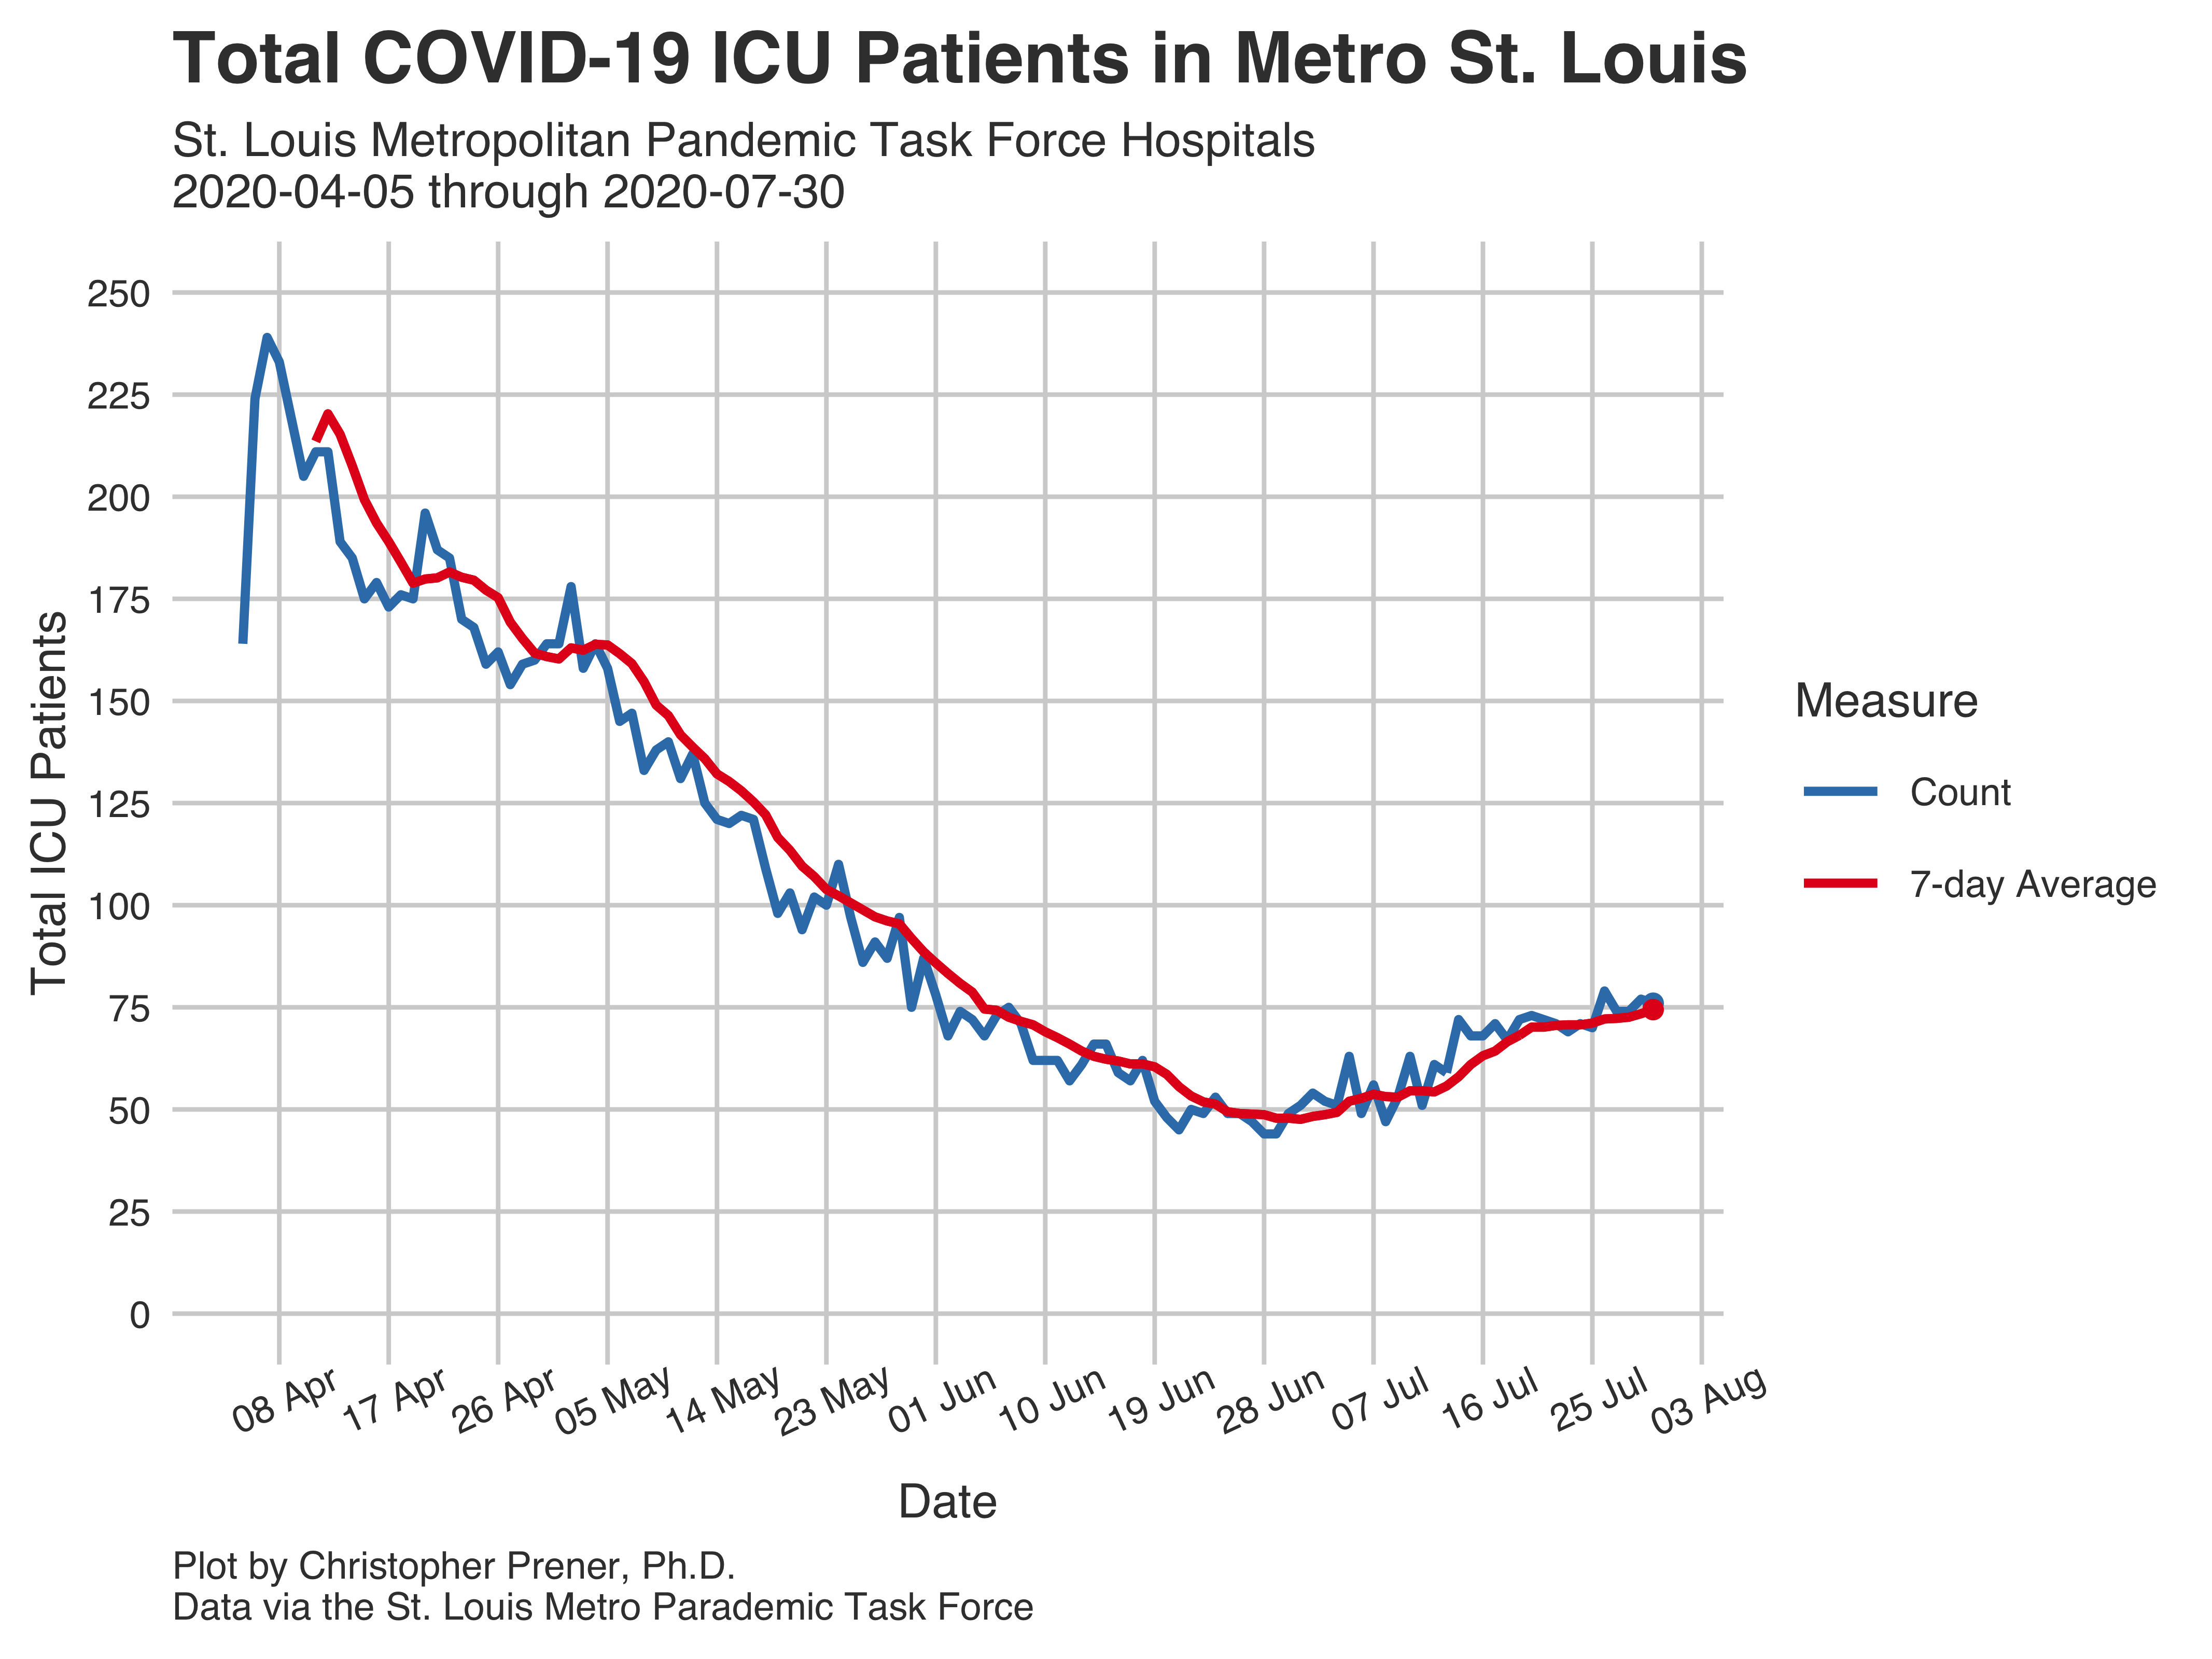 Total COVID-19 ICU Patients in Metro St. Louis
St. Louis Metropolitan Pandemic Task Force Hospitals
2020-04-05 through 2020-07-30
Total ICU Patients
250
225
200
175
150
125
100
75
50
25
0
08 Apr
17 Apr
26 Apr
05 May
14 May
23 May
01 Jun
10 Jun
19 Jun
28 Jun
07 Jul
16 Jul
25 Jul
03 Aug
Date
Measure
Count
7-day Average
Plot by Christopher Prener, Ph.D.
Data via the St. Louis Metro Parademic Task Force